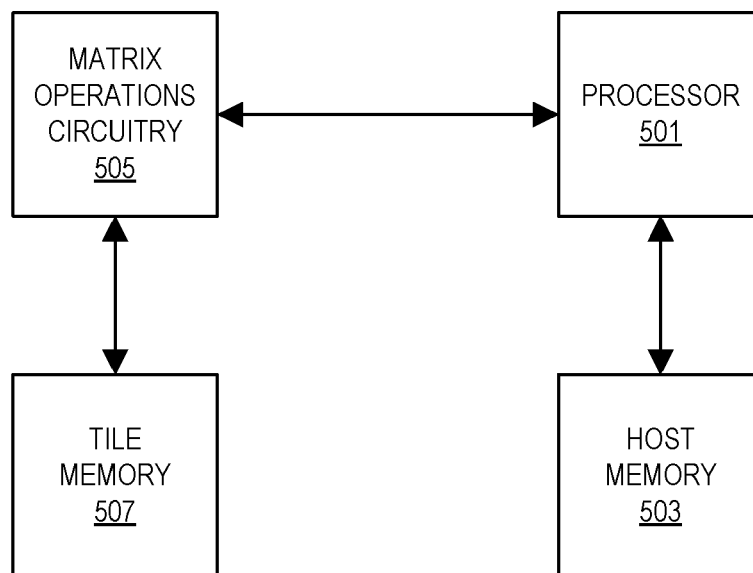 MATRIX
OPERATIONS
CIRCUITRY
505
PROCESSOR
501
TILE
MEMORY
507
HOST
MEMORY
503